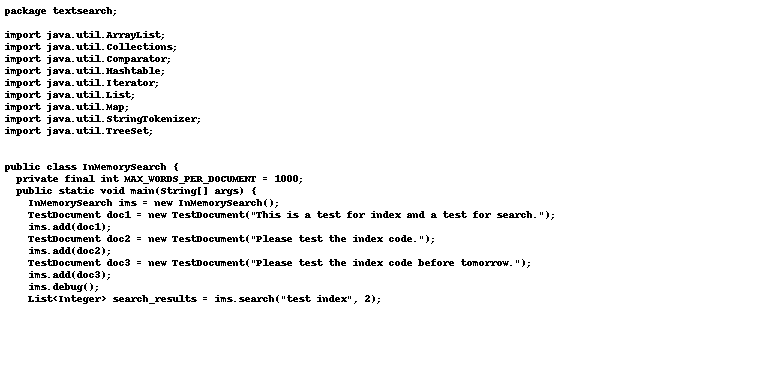 package textsearch;
import java.util.ArrayList;
import java.util.Collections;
import java.util.Comparator;
import java.util.Hashtable;
import java.util.Iterator;
import java.util.List;
import java.util.Map;
import java.util.StringTokenizer;
import java.util.TreeSet;
public class InMemorySearch {
private final int MAX_WORDS_PER_DOCUMENT = 1000;
public static void main(String[] args) {
InMemorySearch ims = new InMemorySearch();
TestDocument doc1 = new TestDocument("This is a test for index and a test for search.");
ims.add(doc1);
TestDocument doc2 = new TestDocument("Please test the index code.");
ims.add(doc2);
TestDocument doc3 = new TestDocument("Please test the index code before tomorrow.");
ims.add(doc3);
ims.debug();
List<Integer> search_results = ims.search("test index", 2);